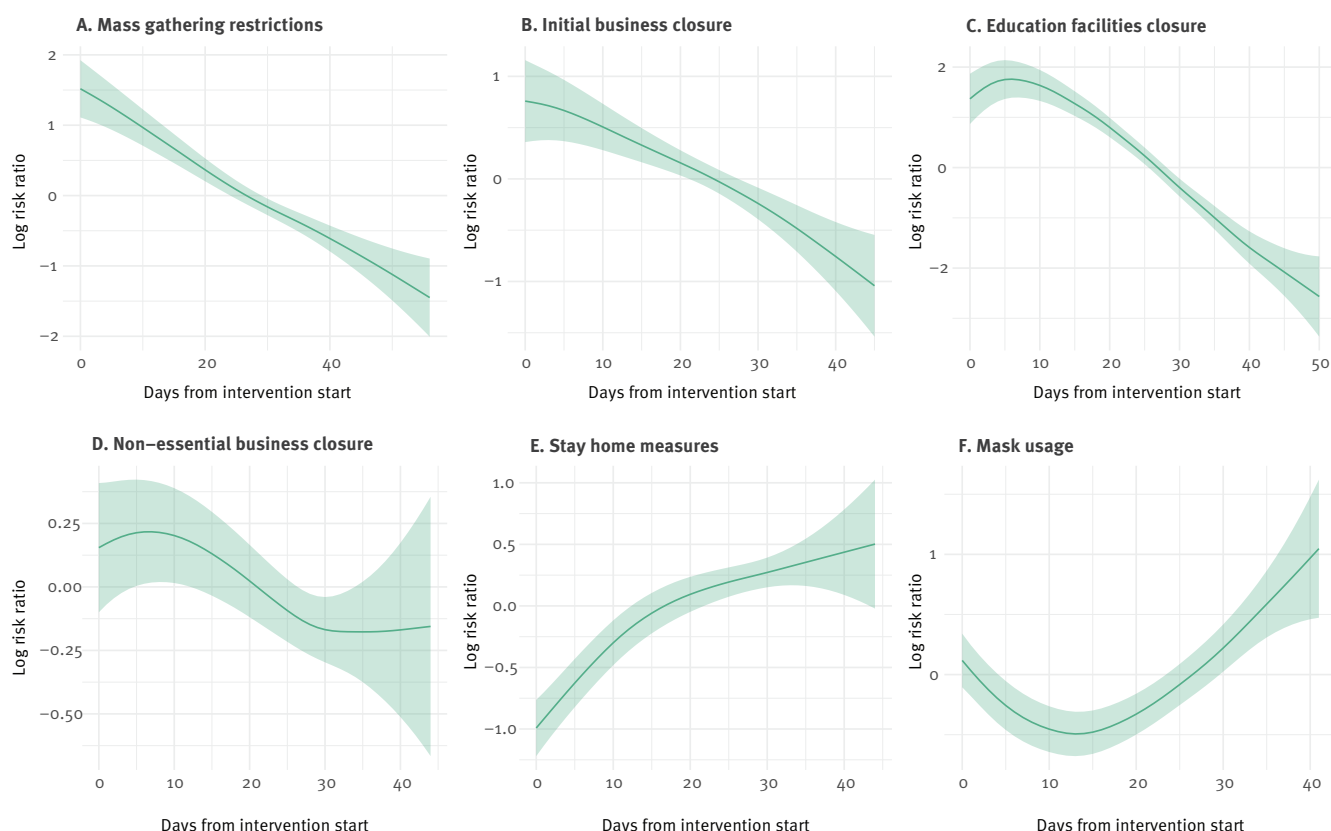 A. Mass gathering restrictions
2
1
0
−1
−2
Log risk ratio
0 20 40
Days from intervention start
B. Initial business closure
1
0
−1
Log risk ratio
0 10 20 30 40
Days from intervention start
C. Education facilities closure
2
0
−2
Log risk ratio
0 10 20 30 40 50
Days from intervention start
D. Non−essential business closure
0.25
0.00
−0.25
−0.50
Log risk ratio
0 10 20 30 40
Days from intervention start
E. Stay home measures
1.0
0.5
0.0
−0.5
−1.0
Log risk ratio
0 10 20 30 40
Days from intervention start
F. Mask usage
1
0
Log risk ratio
0 10 20 30 40
Days from intervention start